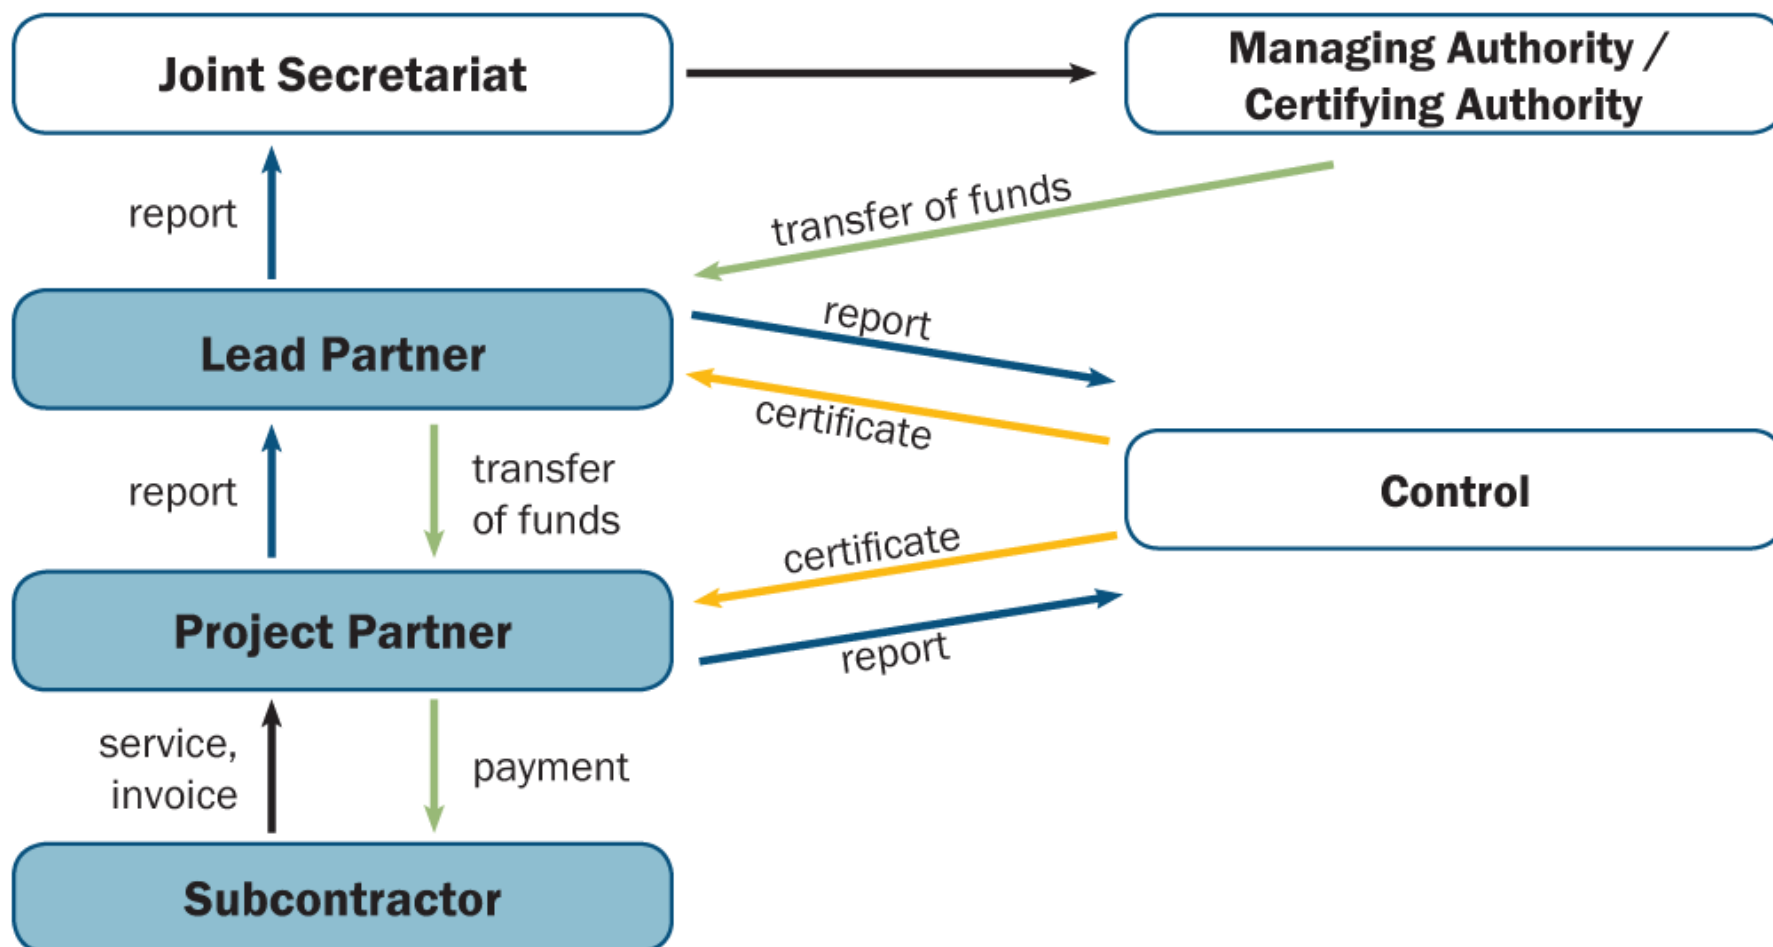 Joint Secretariat
Managing Authority /
Certifying Authority
report
transfer of funds
Lead Partner
report
certificate
report
transfer
of funds
Control
certificate
Project Partner
report
service,
invoice
payment
Subcontractor